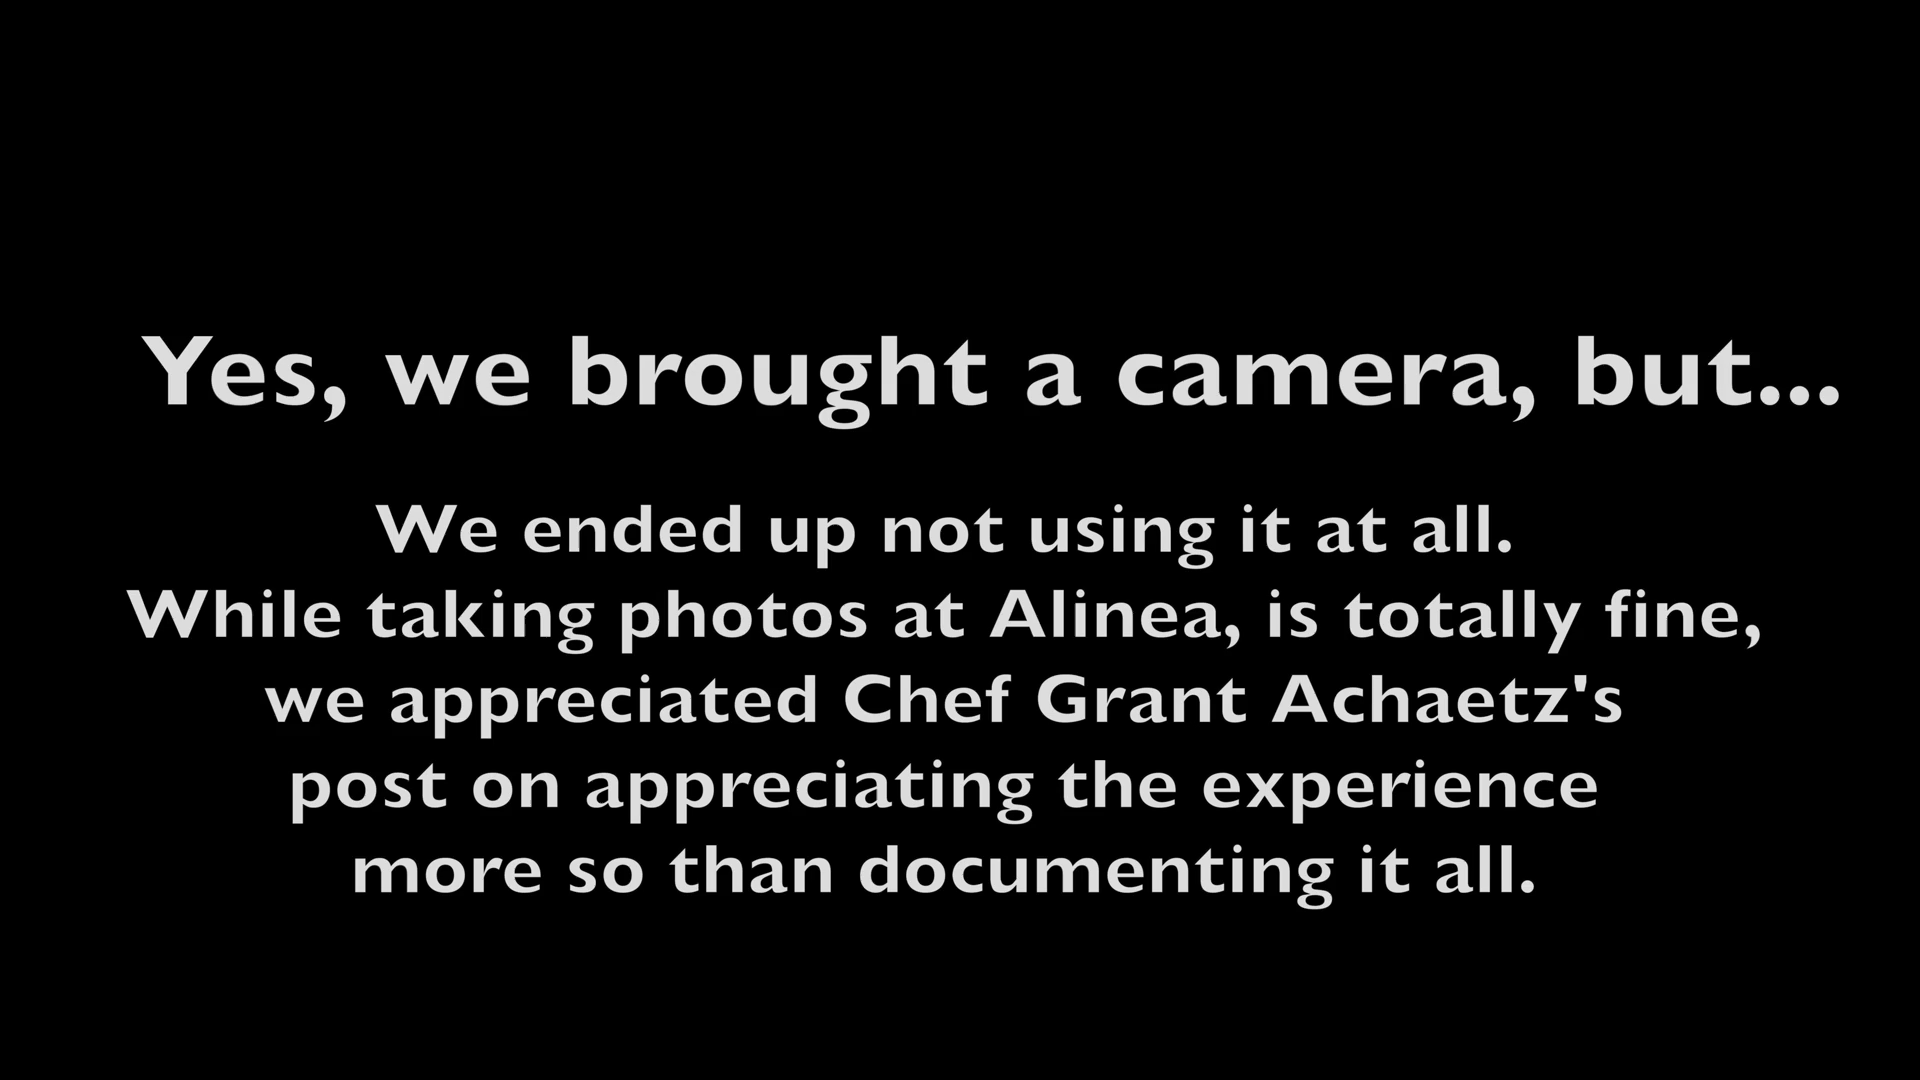 Yes, we brought a camera, but...
We ended up not using it at all.
While taking photos at Alinea, is totally fine,
we appreciated Chef Grant Achaetz's
post on appreciating the experience
more so than documenting it all.